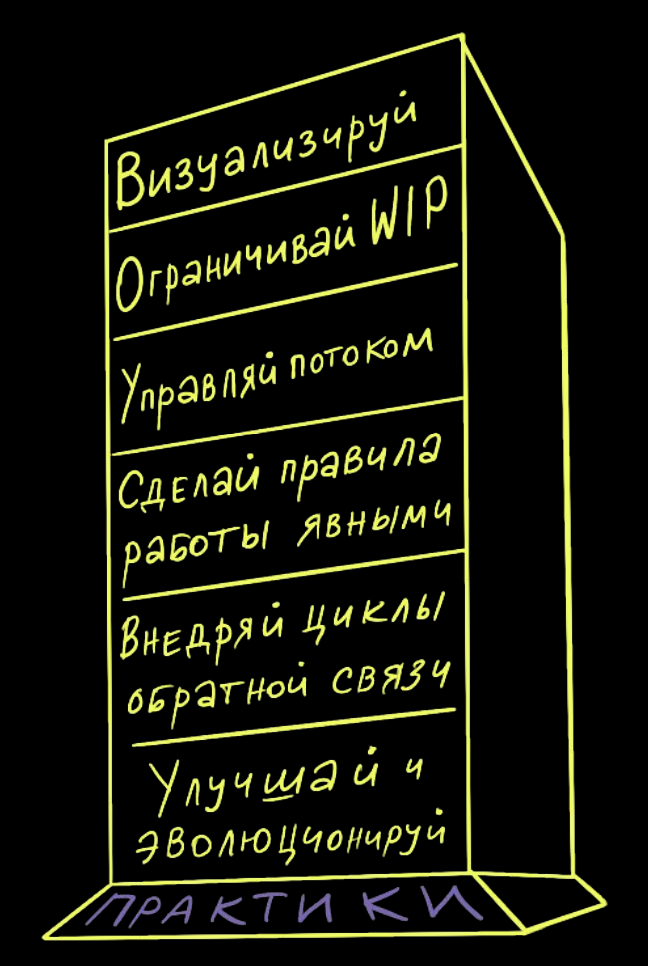 Визуализируй
Ограничивай WIP
Управляй потоком
Сделай правила
работы явными
Внедряй циклы
обратной связи
Улучшай и
эволюционируй
ПРАКТИКИ